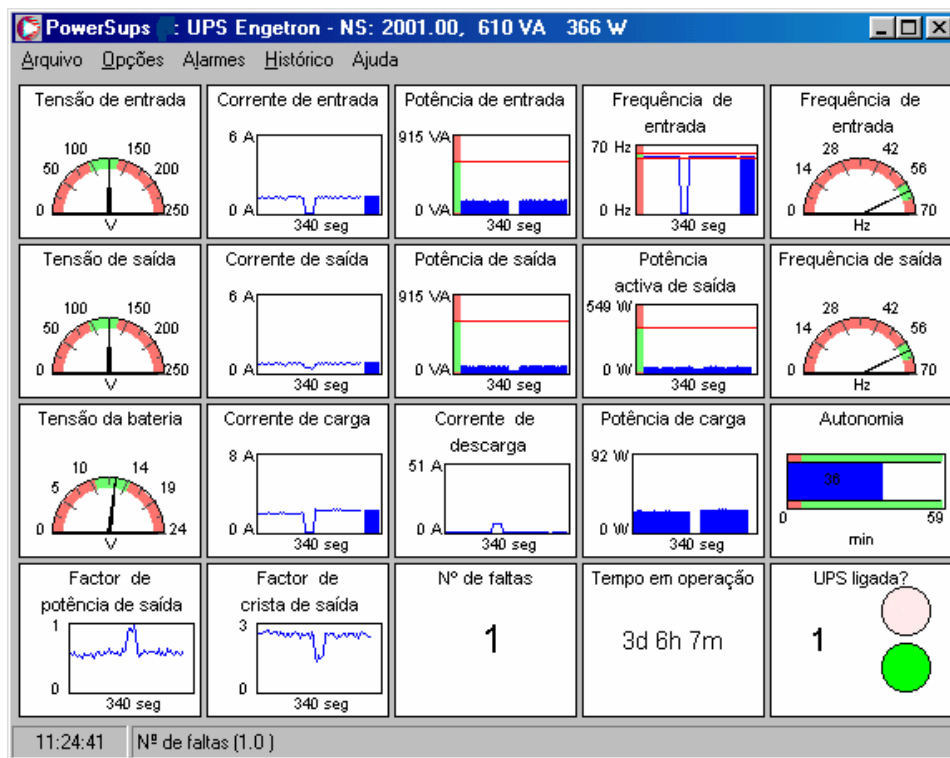 PowerSups : UPS Engetron - NS: 2001.00, 610 VA 366 W
Arquivo Opções Alarmes Histórico Ajuda
Tensão de entrada
0 50 100 150 200 250
V
Corrente de entrada
6 A
0 A
340 seg
Potência de entrada
915 VA
0 VA
340 seg
Frequência de
entrada
70 Hz
0 Hz
340 seg
Frequência de
entrada
0 14 28 42 56 70
Hz
Tensão de saída
0 50 100 150 200 250
V
Corrente de saída
6 A
0 A
340 seg
Potência de saída
915 VA
0 VA
340 seg
Potência
activa de saída
549 W
0 W
340 seg
Frequência de saída
0 14 28 42 56 70
Hz
Tensão da bateria
0 5 10 14 19 24
V
Corrente de carga
8 A
0 A
340 seg
Corrente de
descarga
51 A
0 A
340 seg
Potência de carga
92 W
0 W
340 seg
Autonomia
36
0 59
min
Factor de
potência de saída
1
0
340 seg
Factor de
crista de saída
3
0
340 seg
Nº de faltas
1
Tempo em operação
3d 6h 7m
UPS ligada?
1
11:24:41 Nº de faltas (1.0 )